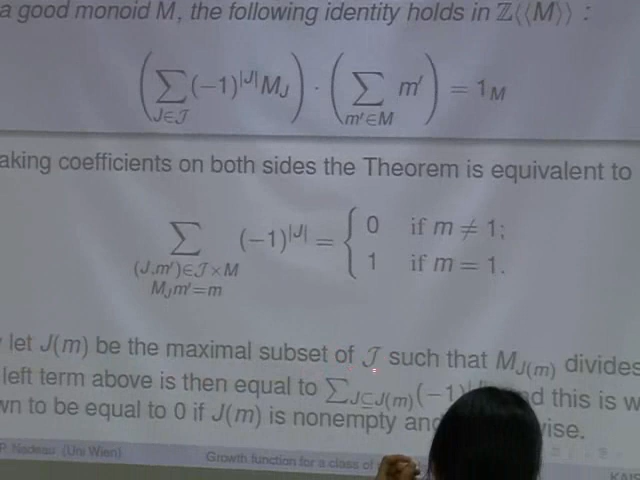 a good monoid M, the following identity holds in ℤ⟨⟨M⟩⟩ :
(∑_{J∈𝒥} (−1)^{|J|} M_J) · (∑_{m′∈M} m′) = 1_M
aking coefficients on both sides the Theorem is equivalent to
∑_{(J,m′)∈𝒥×M, M_J m′=m} (−1)^{|J|} = { 0 if m ≠ 1; 1 if m = 1.
let J(m) be the maximal subset of 𝒥 such that M_{J(m)} divides
left term above is then equal to ∑_{J⊆J(m)} (−1) d this is w
wn to be equal to 0 if J(m) is nonempty an vise.
P. Nadeau (Uni Wien) Growth function for a class of KAIS